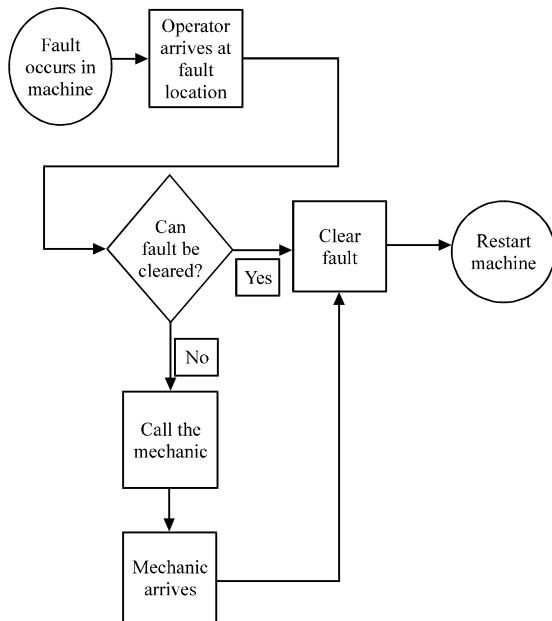 Fault
occurs in
machine
Operator
arrives at
fault
location
Can
fault be
cleared?
Yes
Clear
fault
Restart
machine
No
Call the
mechanic
Mechanic
arrives